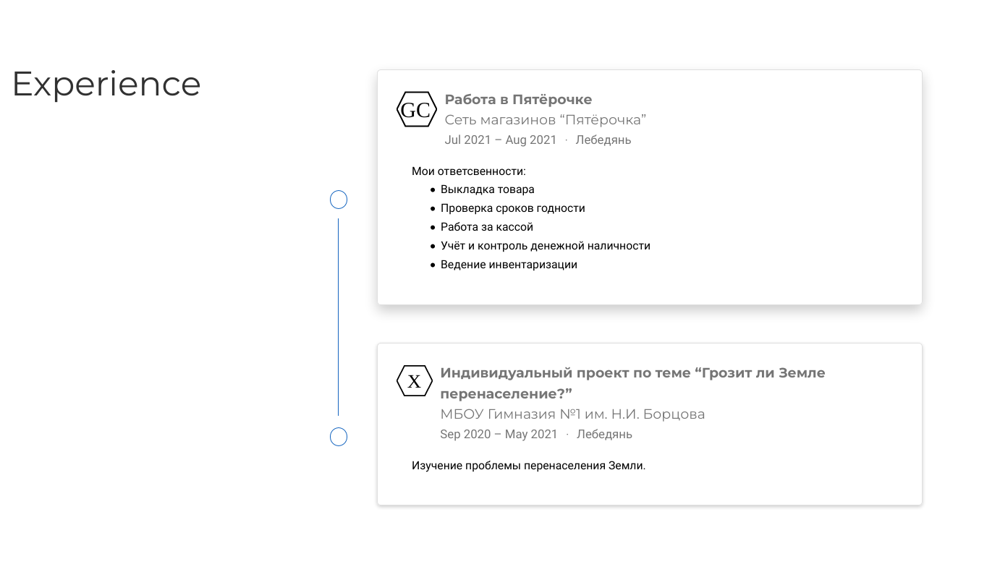 Experience
GC
Работа в Пятёрочке
Сеть магазинов “Пятёрочка”
Jul 2021 – Aug 2021 · Лебедянь
Мои ответсвенности:
• Выкладка товара
• Проверка сроков годности
• Работа за кассой
• Учёт и контроль денежной наличности
• Ведение инвентаризации
X
Индивидуальный проект по теме “Грозит ли Земле
перенаселение?”
МБОУ Гимназия №1 им. Н.И. Борцова
Sep 2020 – May 2021 · Лебедянь
Изучение проблемы перенаселения Земли.